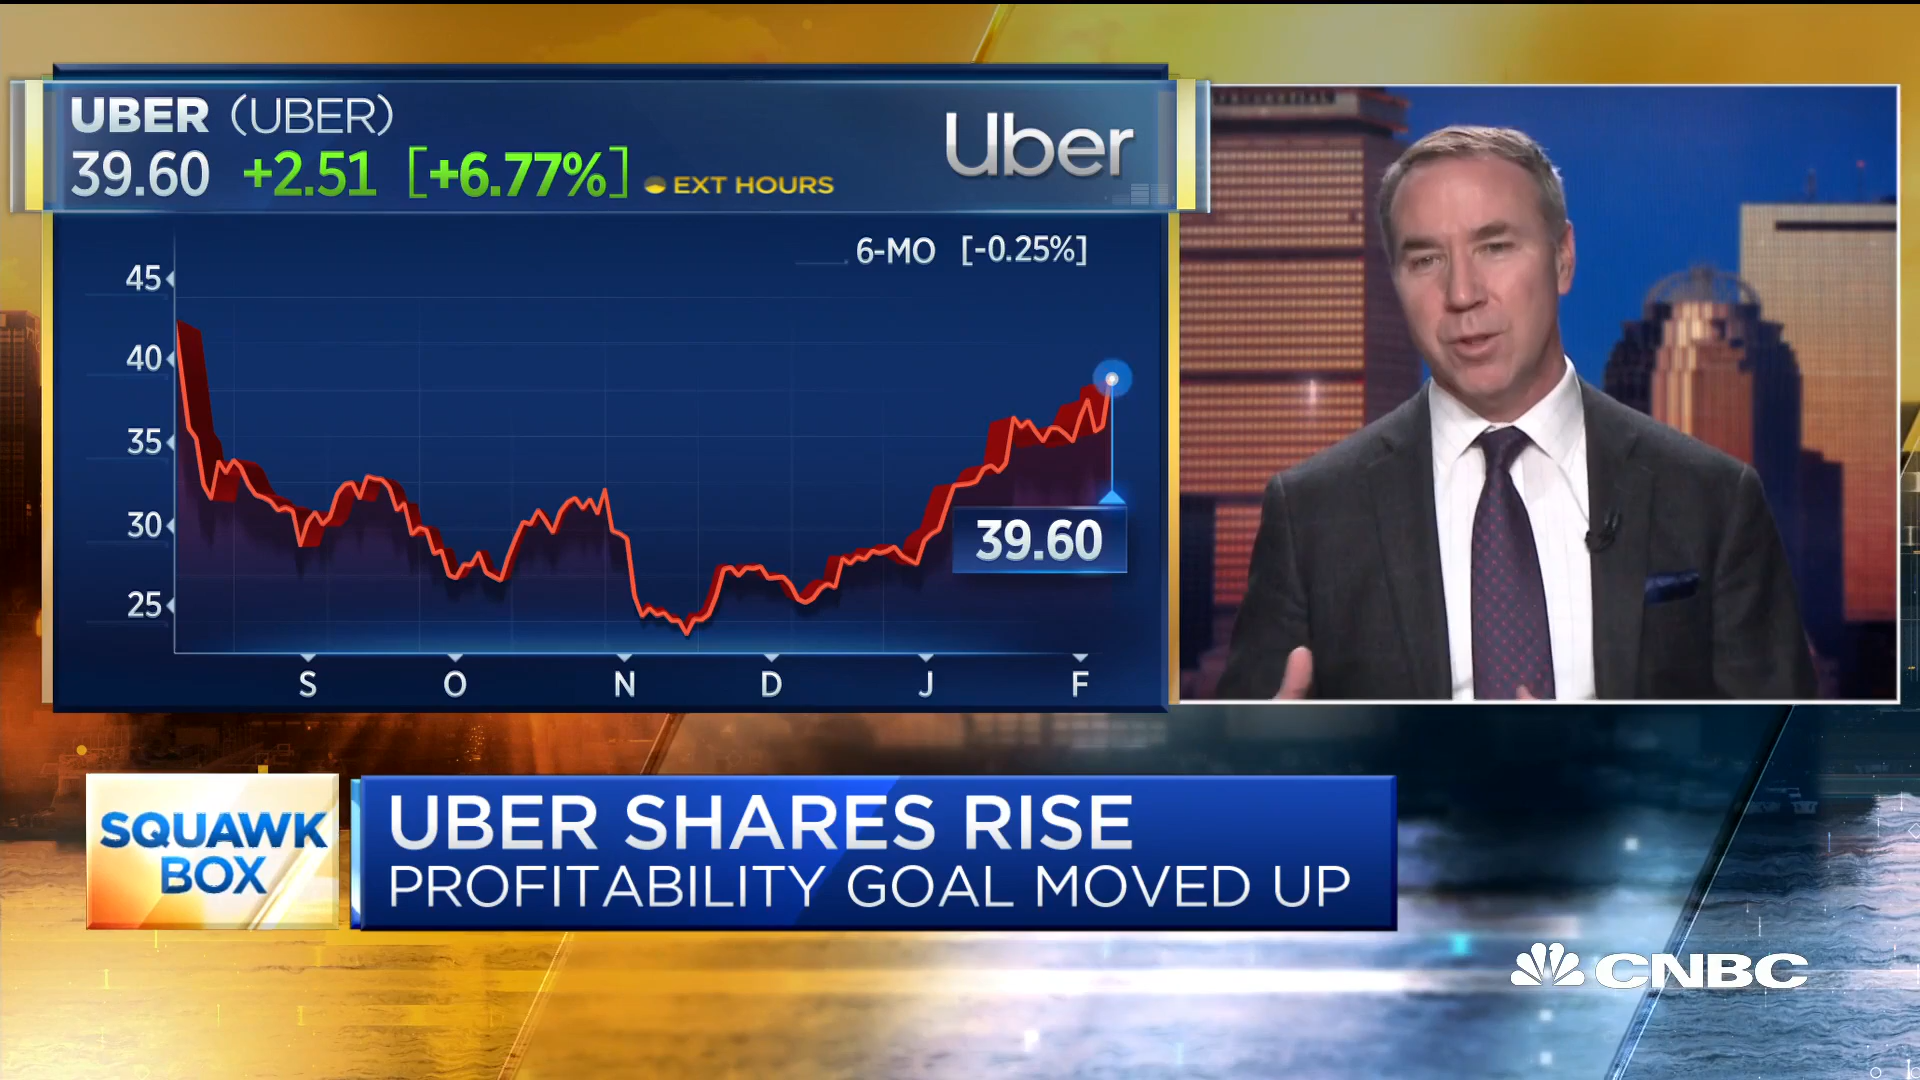 UBER (UBER)
39.60 +2.51 [+6.77%] EXT HOURS
Uber
6-MO [-0.25%]
45
40
35
30
25
39.60
S O N D J F
SQUAWK
BOX
UBER SHARES RISE
PROFITABILITY GOAL MOVED UP
CNBC